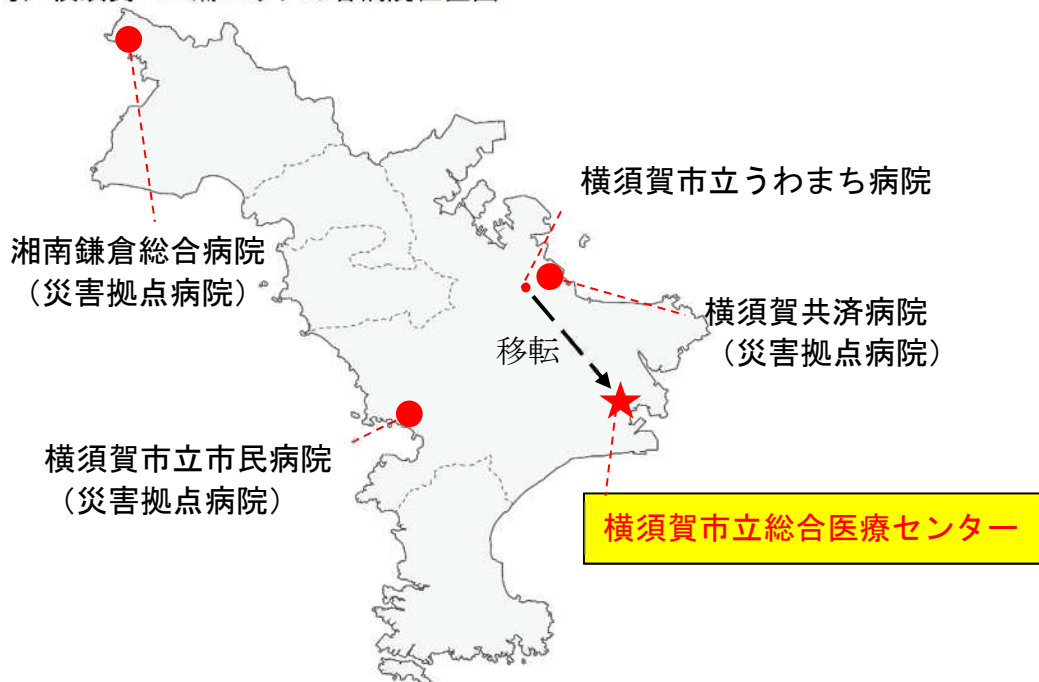 横須賀市立うわまち病院
湘南鎌倉総合病院
（災害拠点病院）
横須賀共済病院
（災害拠点病院）
移転
横須賀市立市民病院
（災害拠点病院）
横須賀市立総合医療センター